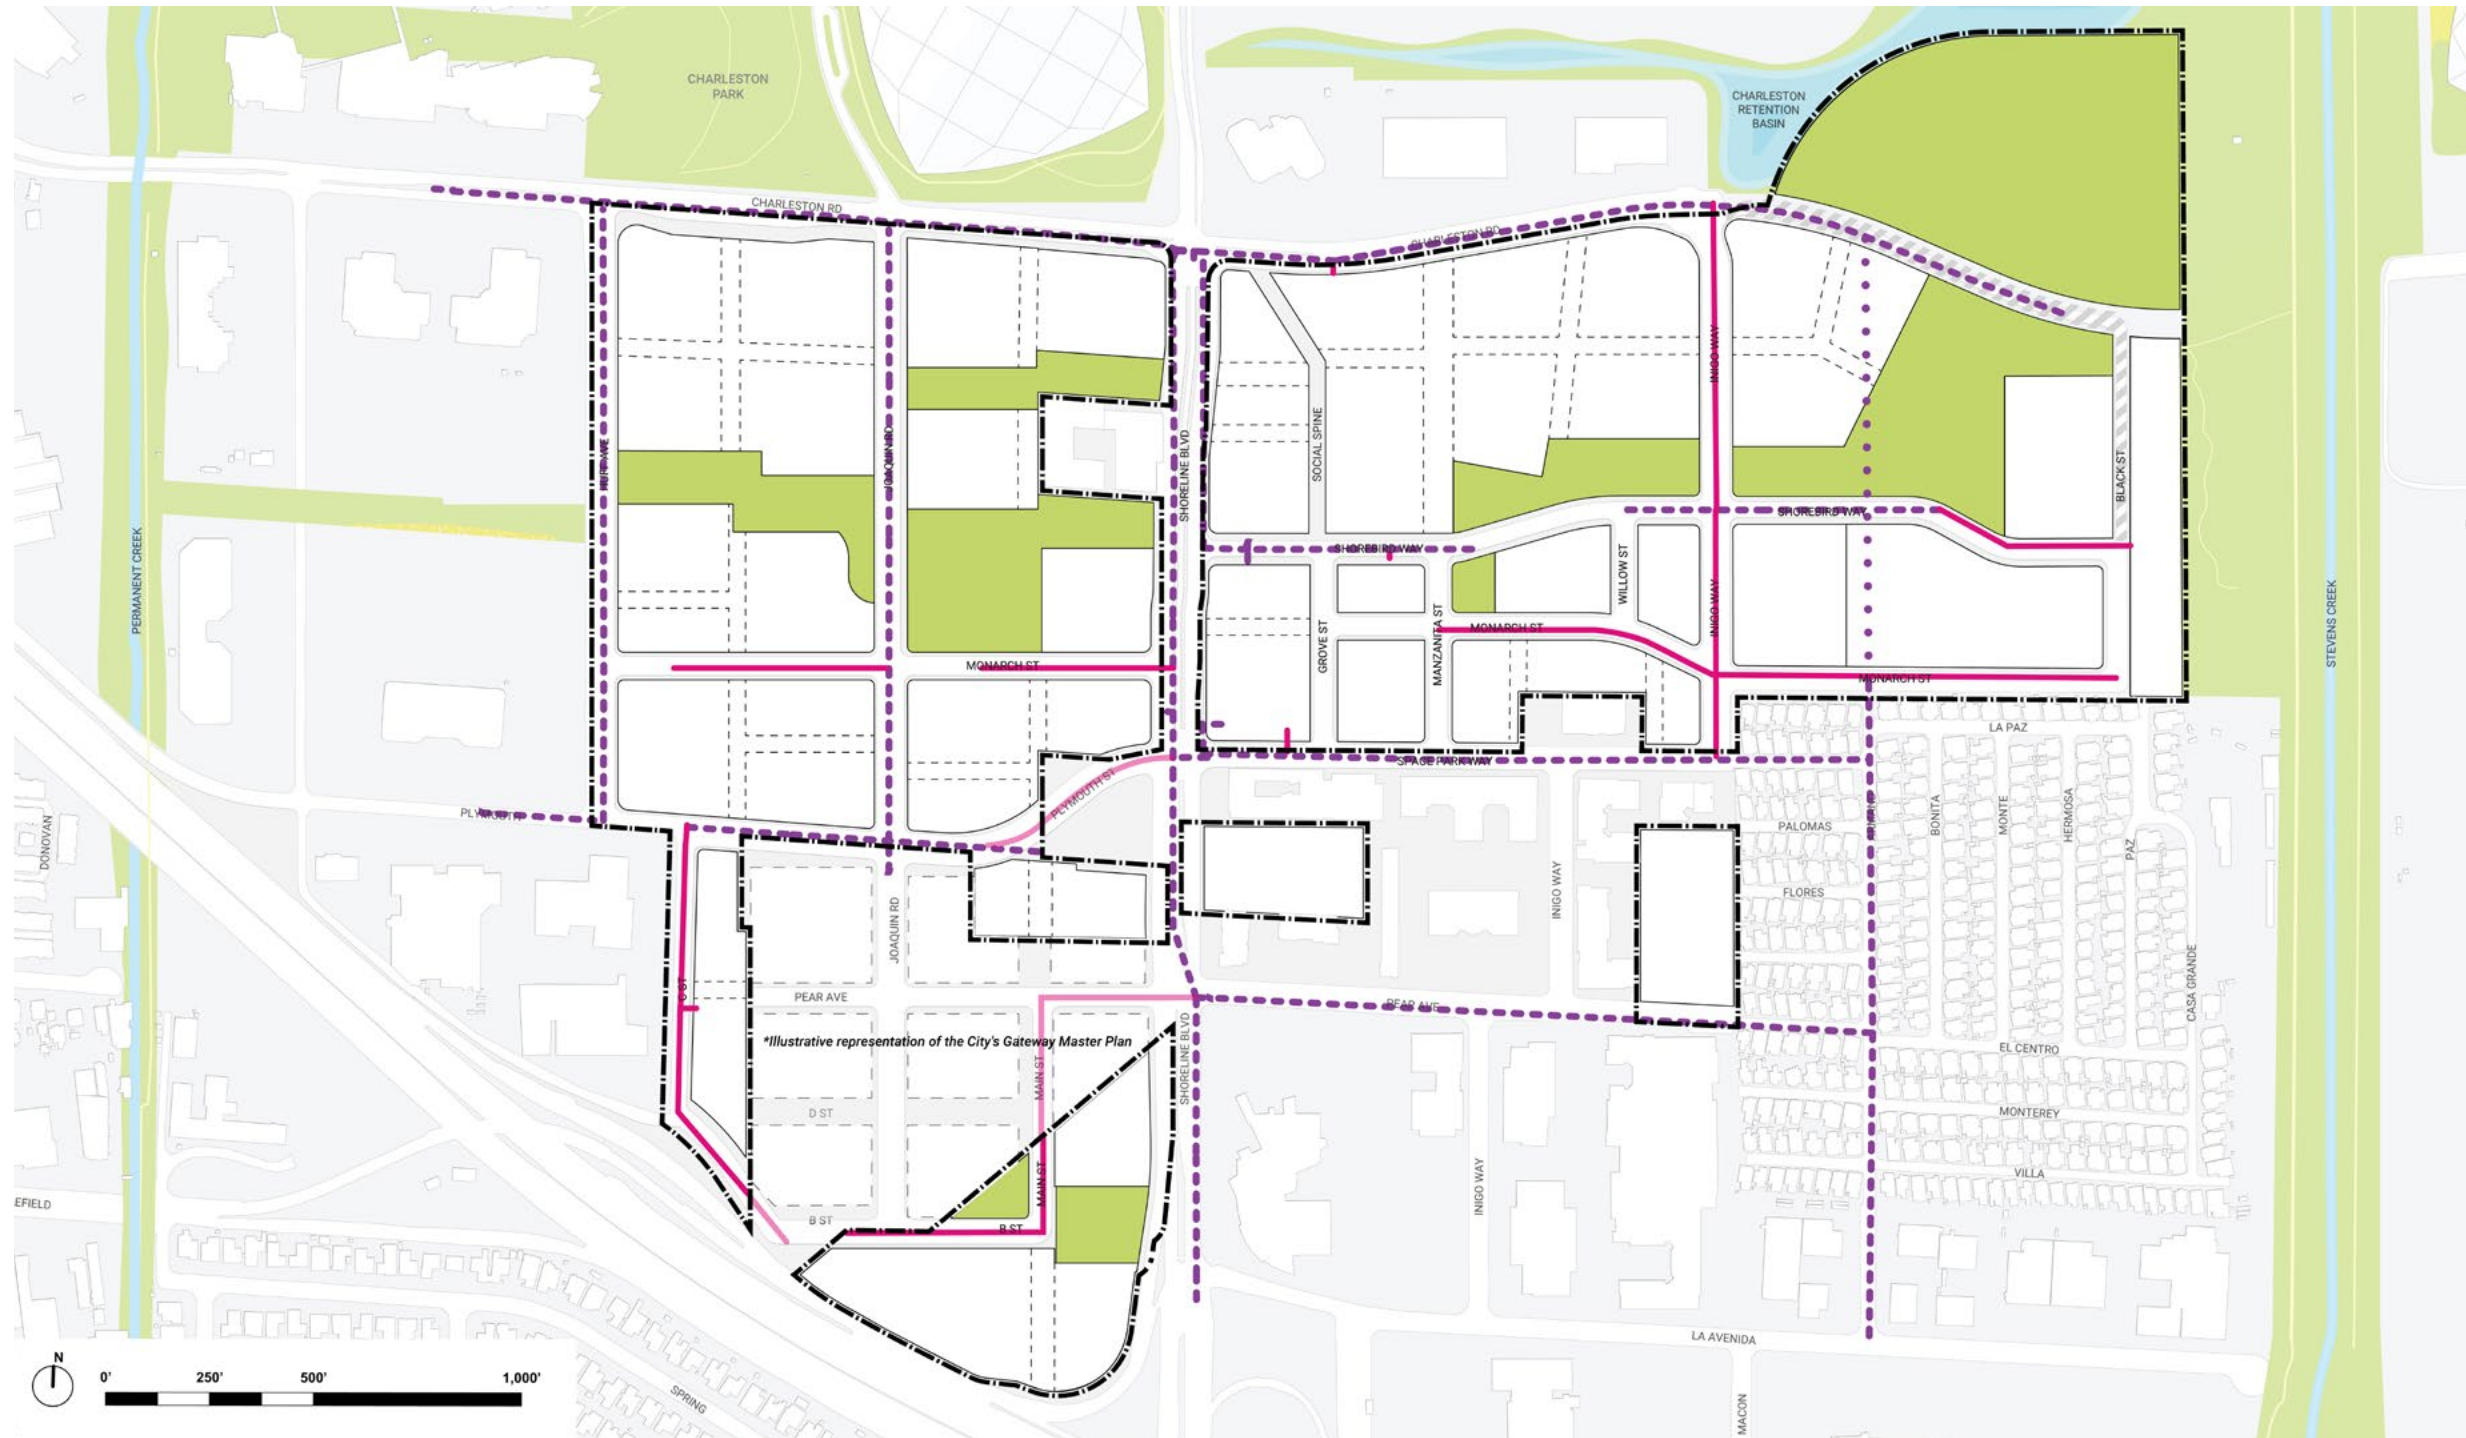 CHARLESTON
PARK
CHARLESTON
RETENTION
BASIN
CHARLESTON RD
CHARLESTON RD
HUFF AVE
JOAQUIN RD
SHORELINE BLVD
SOCIAL SPINE
INIGO WAY
BLACK ST
PERMANENT CREEK
STEVENS CREEK
SHOREBIRD WAY
SHOREBIRD WAY
WILLOW ST
GROVE ST
MANZANITA ST
INIGO WAY
MONARCH ST
MONARCH ST
MONARCH ST
LA PAZ
SPACE PARK WAY
PLYMOUTH ST
PLYMOUTH
DONOVAN
PALOMAS
ARMAND
BONITA
MONTE
HERMOSA
PAZ
FLORES
INIGO WAY
JOAQUIN RD
CASA GRANDE
C ST
PEAR AVE
PEAR AVE
*Illustrative representation of the City's Gateway Master Plan
MAIN ST
SHORELINE BLVD
EL CENTRO
D ST
MONTEREY
VILLA
MAIN ST
INIGO WAY
EFIELD
B ST
B ST
LA AVENIDA
MACON
SPRING
N
0' 250' 500' 1,000'